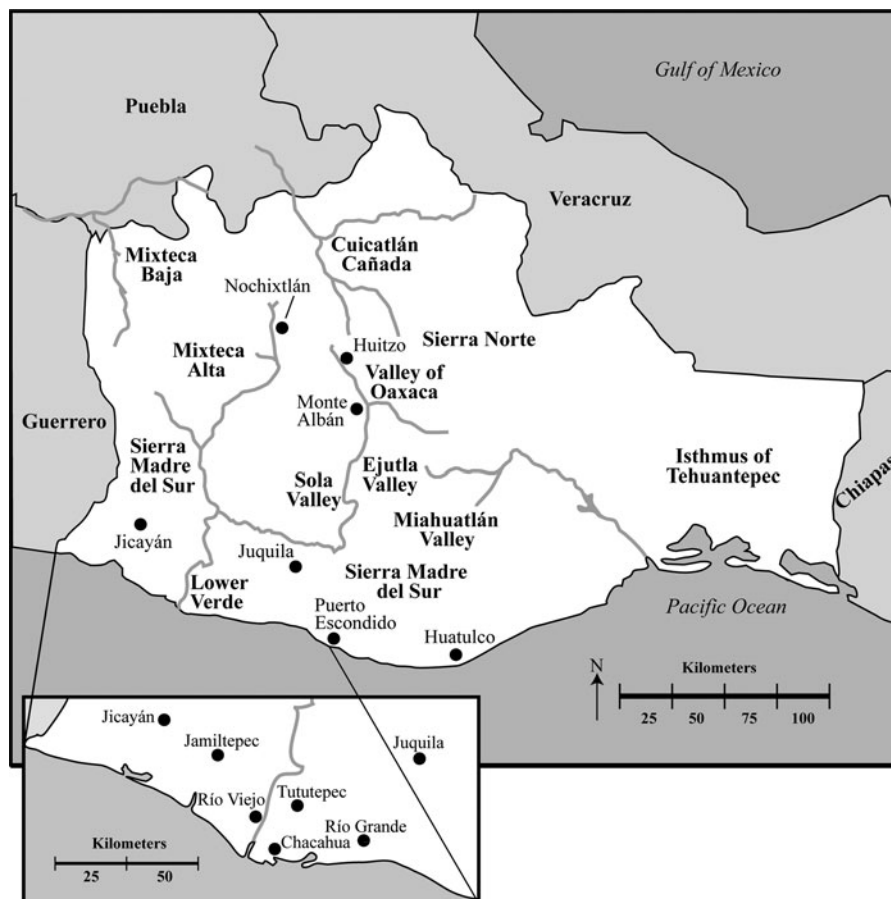 Gulf of Mexico
Puebla
Veracruz
Mixteca
Baja
Cuicatlán
Cañada
Nochixtlán
Mixteca
Alta
Huitzo
Sierra Norte
Valley of
Oaxaca
Monte
Albán
Guerrero
Sierra
Madre
del Sur
Sola
Valley
Ejutla
Valley
Isthmus of
Tehuantepec
Chiapas
Miahuatlán
Valley
Jicayán
Juquila
Lower
Verde
Sierra Madre
del Sur
Puerto
Escondido
Huatulco
Pacific Ocean
N
Kilometers
25 50 75 100
Jicayán
Jamiltepec
Juquila
Río Viejo
Tututepec
Río Grande
Chacahua
Kilometers
25 50